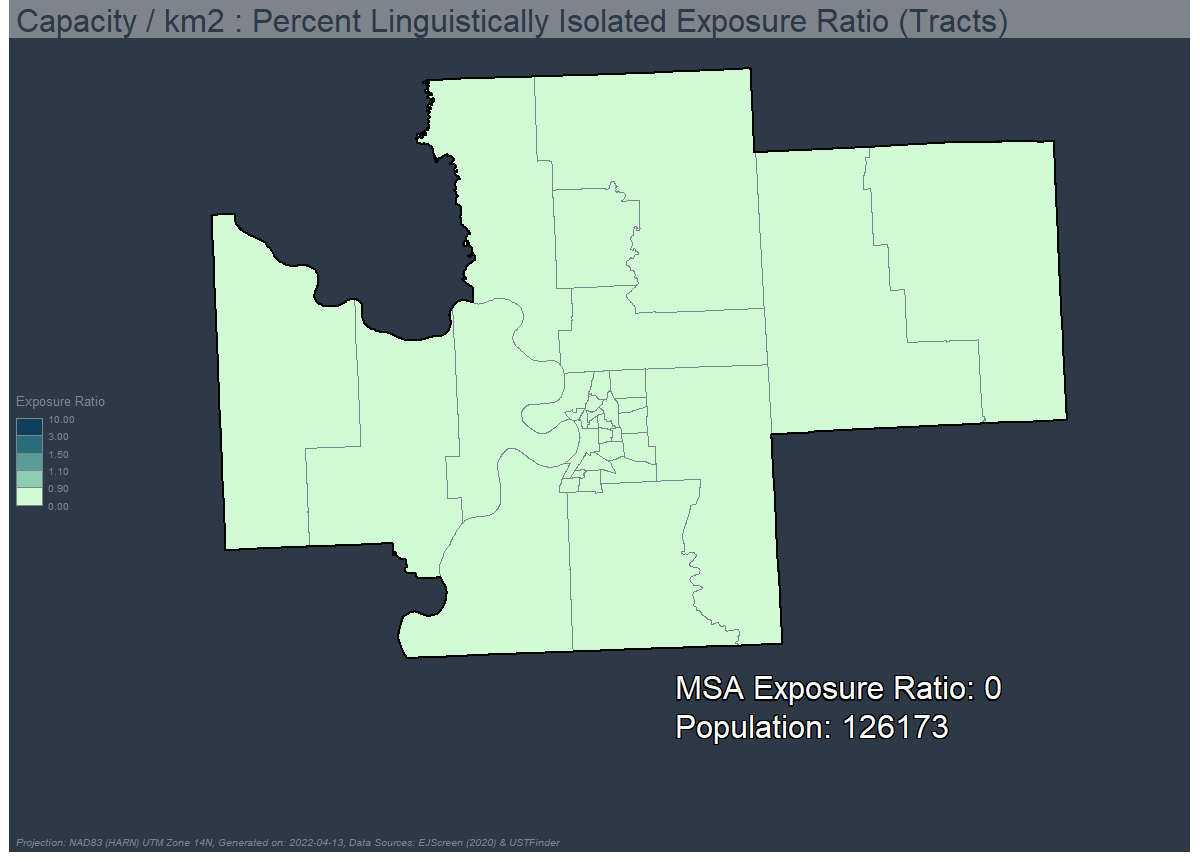 Capacity / km2 : Percent Linguistically Isolated Exposure Ratio (Tracts)
Exposure Ratio
10.00
3.00
1.50
1.10
0.90
0.00
MSA Exposure Ratio: 0
Population: 126173
Projection: NAD83 (HARN) UTM Zone 14N, Generated on: 2022-04-13, Data Sources: EJScreen (2020) & USTFinder